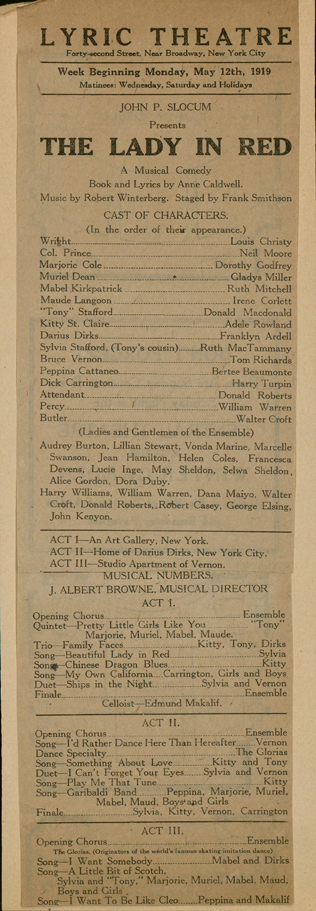 LYRIC THEATRE
Forty-second Street, Near Broadway, New York City
Week Beginning Monday, May 12th, 1919
Matinees: Wednesday, Saturday and Holidays
JOHN P. SLOCUM
Presents
THE LADY IN RED
A Musical Comedy
Book and Lyrics by Anne Caldwell.
Music by Robert Winterberg. Staged by Frank Smithson
CAST OF CHARACTERS.
(In the order of their appearance.)
Wright Louis Christy
Col. Prince Neil Moore
Marjorie Cole Dorothy Godfrey
Muriel Dean Gladys Miller
Mabel Kirkpatrick Ruth Mitchell
Maude Langoon Irene Corlett
"Tony" Stafford Donald Macdonald
Kitty St. Claire Adele Rowland
Darius Dirks Franklyn Ardell
Sylvia Stafford, (Tony's cousin) Ruth MacTammany
Bruce Vernon Tom Richards
Peppina Cattaneo Bertee Beaumonte
Dick Carrington Harry Turpin
Attendant Donald Roberts
Percy William Warren
Butler Walter Croft
(Ladies and Gentlemen of the Ensemble)
Audrey Burton, Lillian Stewart, Vonda Marine, Marcelle
Swanson, Jean Hamilton, Helen Coles, Francesca
Devens, Lucie Inge, May Sheldon, Selwa Sheldon,
Alice Gordon, Dora Duby.
Harry Williams, William Warren, Dana Maiyo, Walter
Croft, Donald Roberts, Robert Casey, George Elsing,
John Kenyon.
ACT I—An Art Gallery, New York.
ACT II—Home of Darius Dirks, New York City.
ACT III—Studio Apartment of Vernon.
MUSICAL NUMBERS.
J. ALBERT BROWNE, MUSICAL DIRECTOR
ACT I.
Opening Chorus Ensemble
Quintet—Pretty Little Girls Like You "Tony"
Marjorie, Muriel, Mabel, Maude.
Trio—Family Faces Kitty, Tony, Dirks
Song—Beautiful Lady in Red Sylvia
Song—Chinese Dragon Blues Kitty
Song—My Own California Carrington, Girls and Boys
Duet—Ships in the Night Sylvia and Vernon
Finale Ensemble
Celloist—Edmund Makalif.
ACT II.
Opening Chorus Ensemble
Song—I'd Rather Dance Here Than Hereafter Vernon
Dance Specialty The Glorias
Song—Something About Love Kitty and Tony
Duet—I Can't Forget Your Eyes Sylvia and Vernon
Song—Play Me That Tune Kitty
Song—Garibaldi Band Peppina, Marjorie, Muriel,
Mabel, Maud, Boys and Girls
Finale Sylvia, Kitty, Vernon, Carrington
ACT III.
Opening Chorus Ensemble
The Glorias, (Originators of the world's famous skating imitation dance)
Song—I Want Somebody Mabel and Dirks
Song—A Little Bit of Scotch,
Sylvia and "Tony," Marjorie, Muriel, Mabel, Maud,
Boys and Girls
Song—I Want To Be Like Cleo Peppina and Makalif